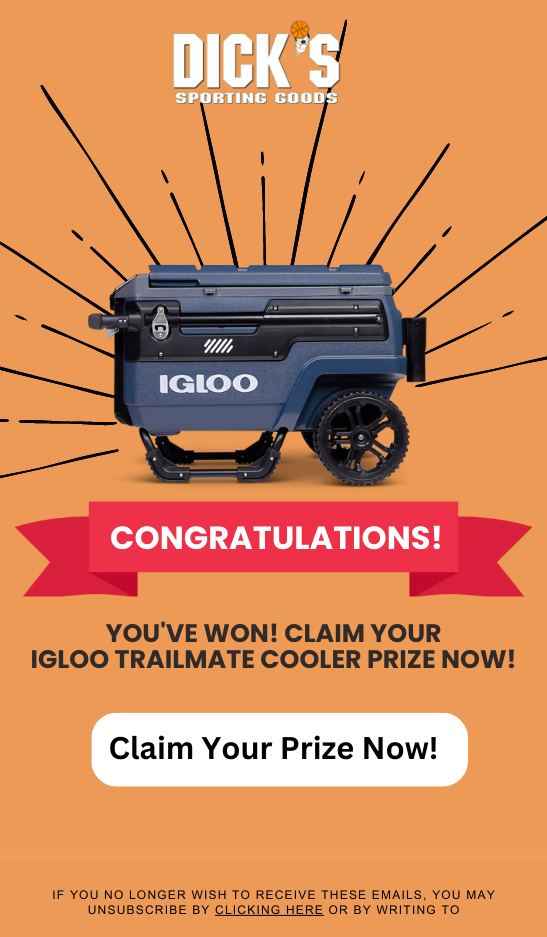 DICK'S
SPORTING GOODS
IGLOO
CONGRATULATIONS!
YOU'VE WON! CLAIM YOUR
IGLOO TRAILMATE COOLER PRIZE NOW!
Claim Your Prize Now!
IF YOU NO LONGER WISH TO RECEIVE THESE EMAILS, YOU MAY
UNSUBSCRIBE BY CLICKING HERE OR BY WRITING TO